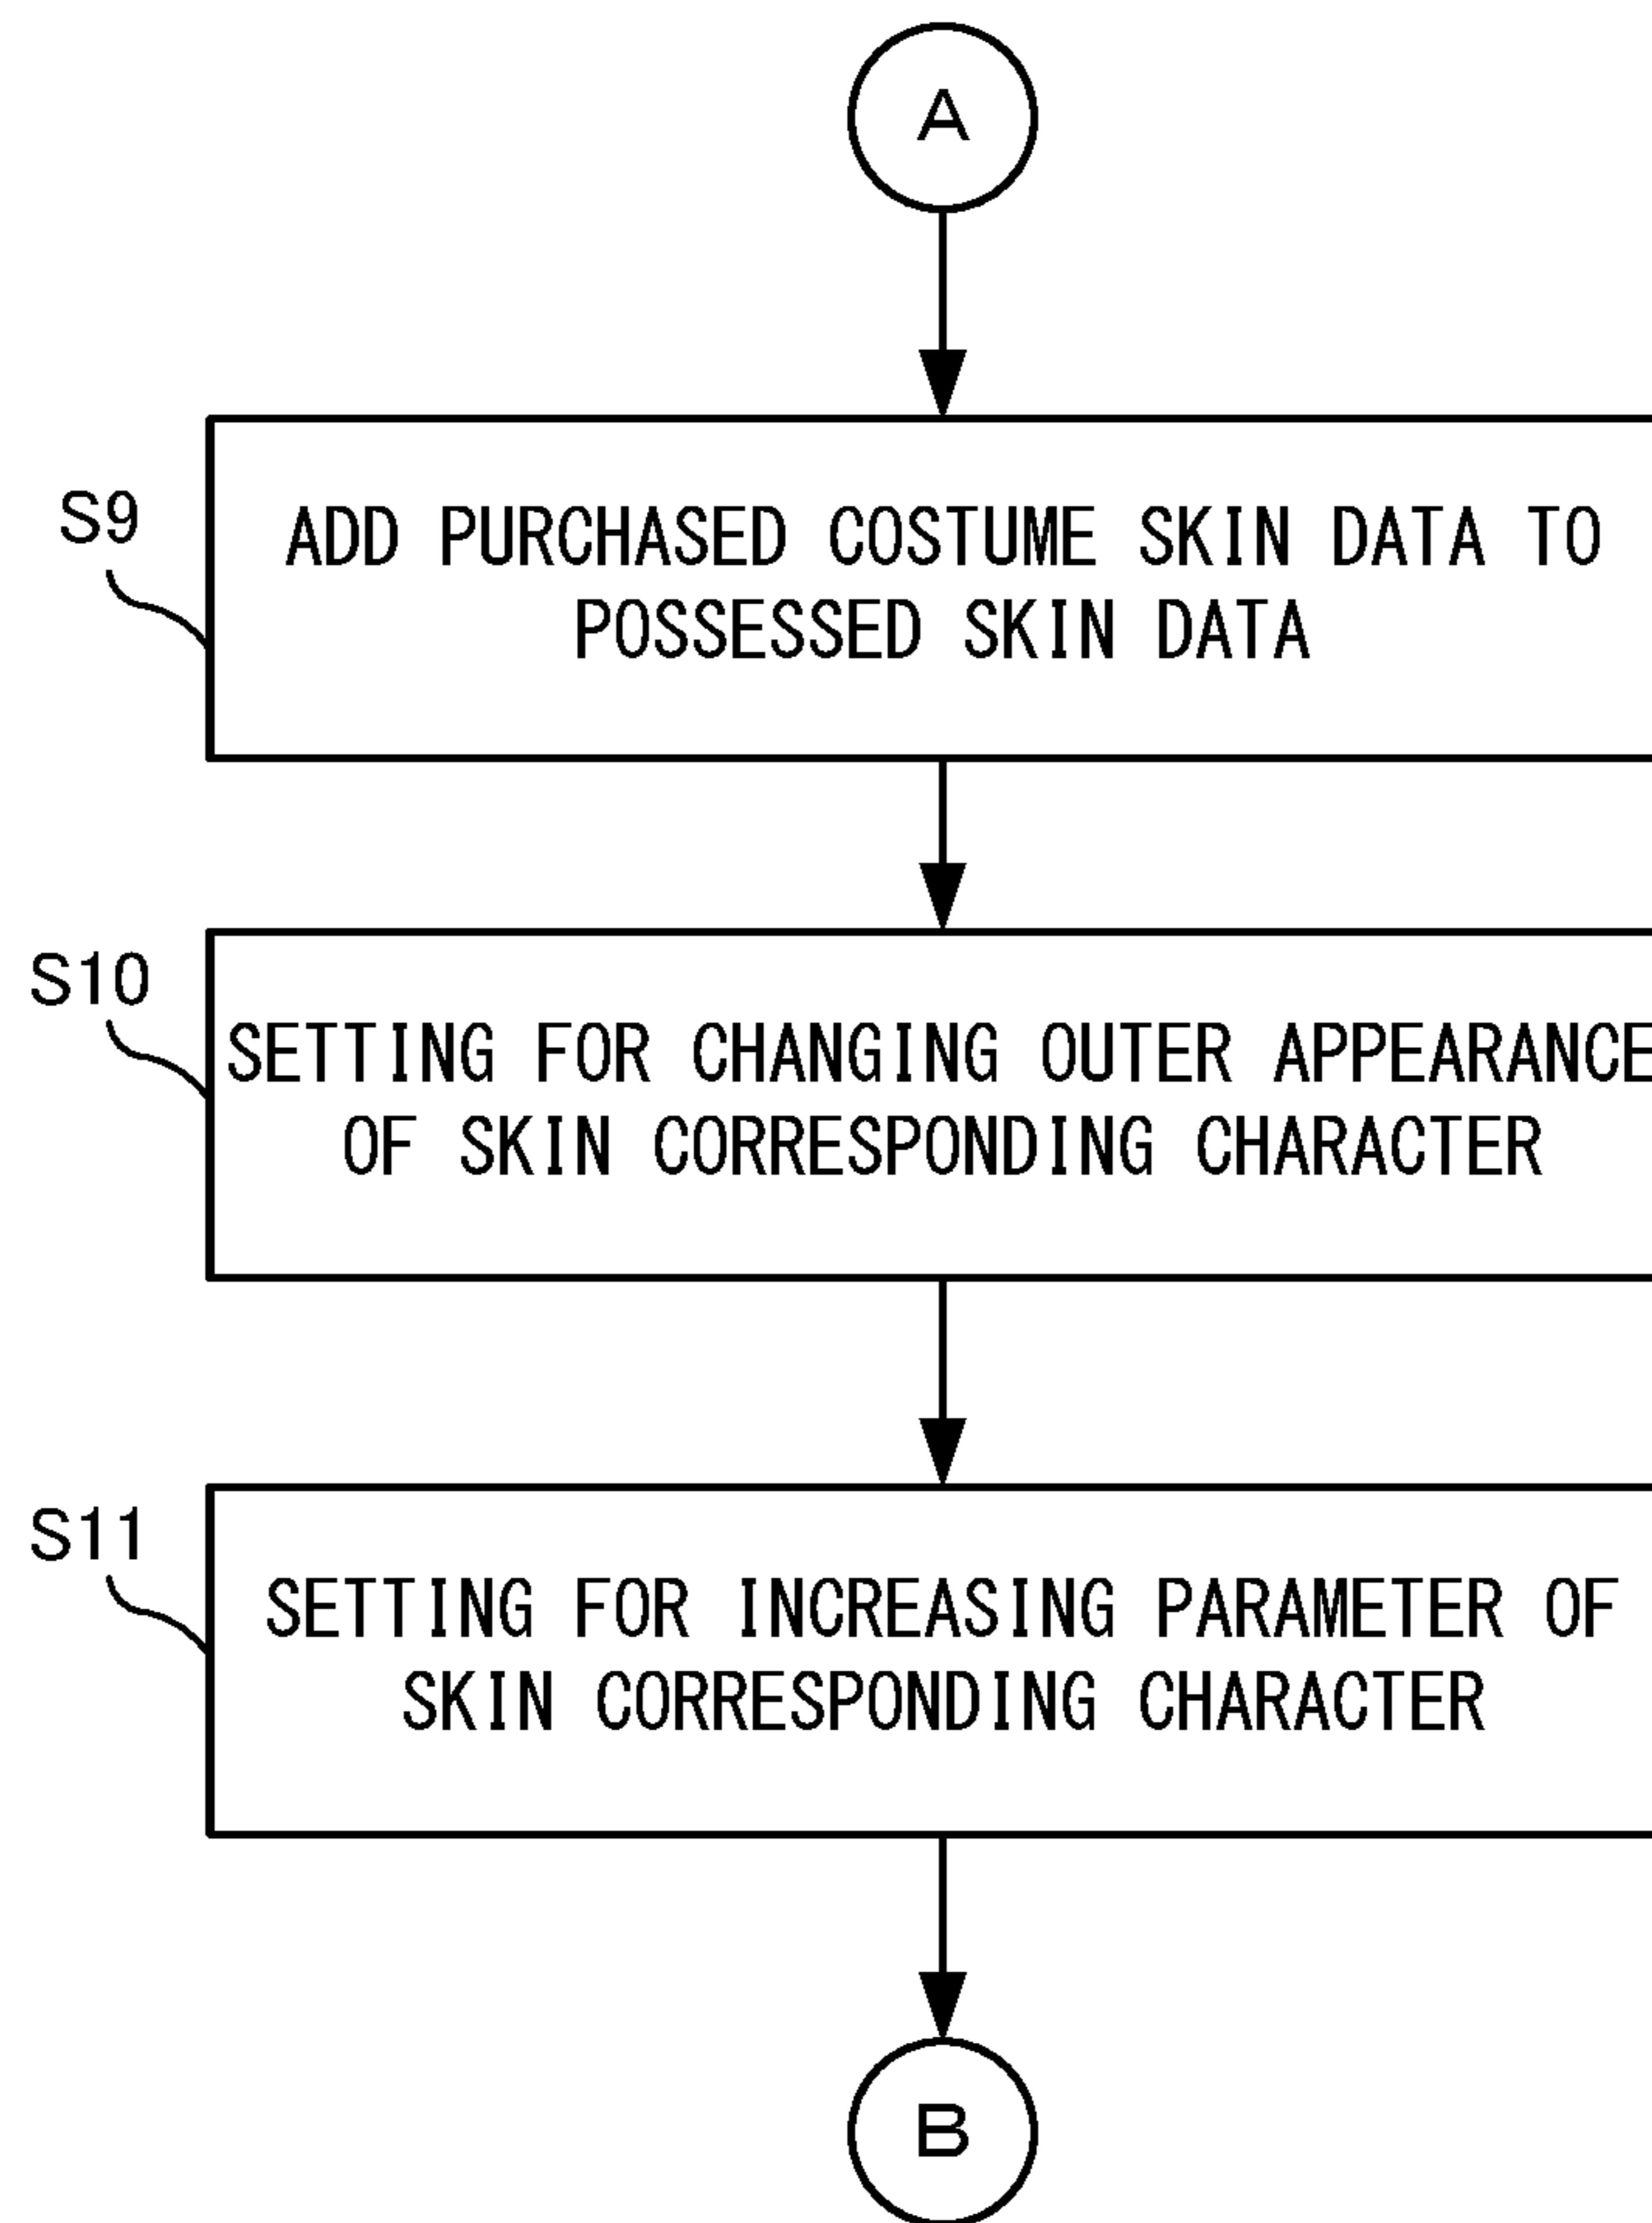 A
S9
ADD PURCHASED COSTUME SKIN DATA TO
POSSESSED SKIN DATA
S10
SETTING FOR CHANGING OUTER APPEARANCE
OF SKIN CORRESPONDING CHARACTER
S11
SETTING FOR INCREASING PARAMETER OF
SKIN CORRESPONDING CHARACTER
B